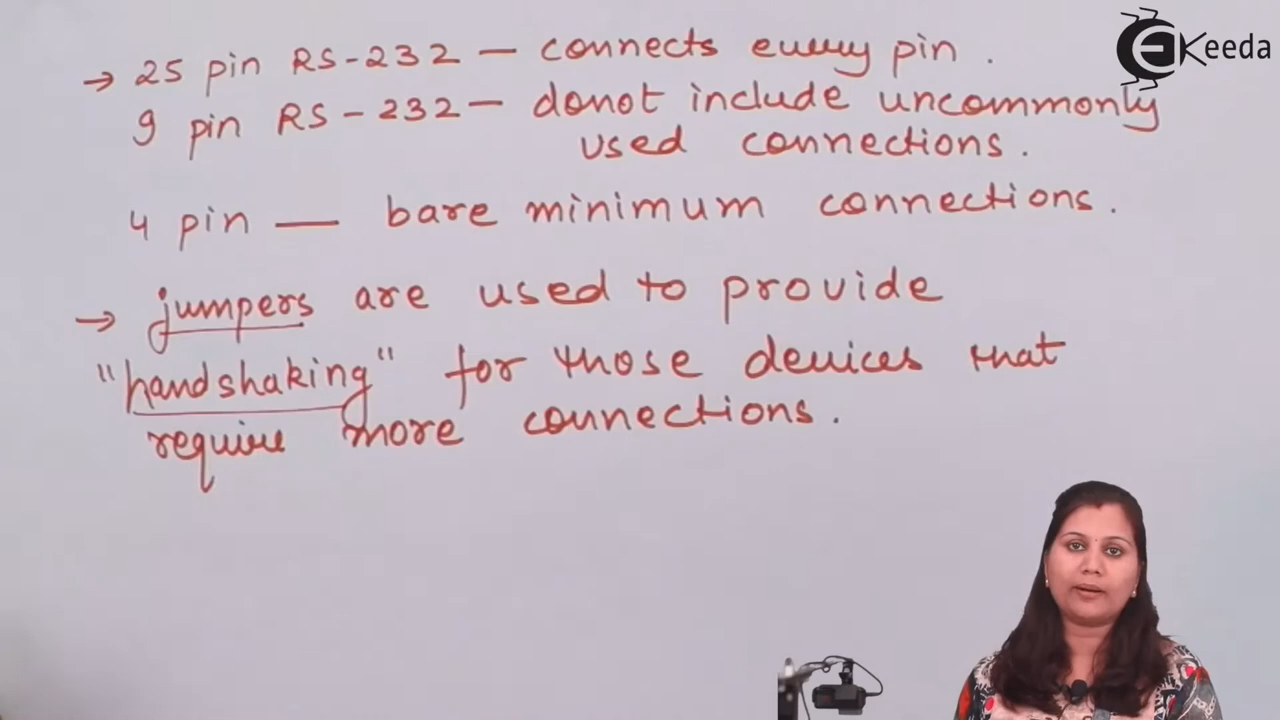 → 25 pin RS-232 — connects every pin.
9 pin RS-232 — donot include uncommonly
used connections.
4 pin — bare minimum connections.
→ jumpers are used to provide
"handshaking" for those devices that
require more connections.
EKeeda